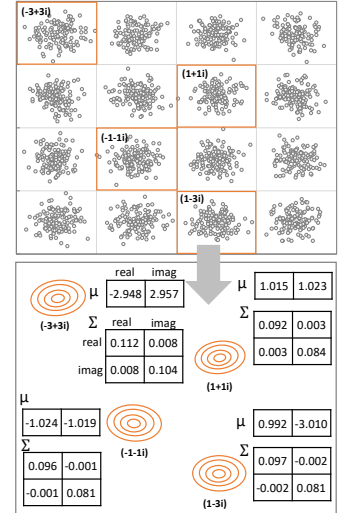 (-3+3i)
(1+1i)
(-1-1i)
(1-3i)
real imag
μ -2.948 2.957
(-3+3i)
Σ real imag
real 0.112 0.008
imag 0.008 0.104
μ 1.015 1.023
Σ
0.092 0.003
0.003 0.084
(1+1i)
μ
-1.024 -1.019
Σ
0.096 -0.001
-0.001 0.081
(-1-1i)
μ 0.992 -3.010
Σ
0.097 -0.002
-0.002 0.081
(1-3i)